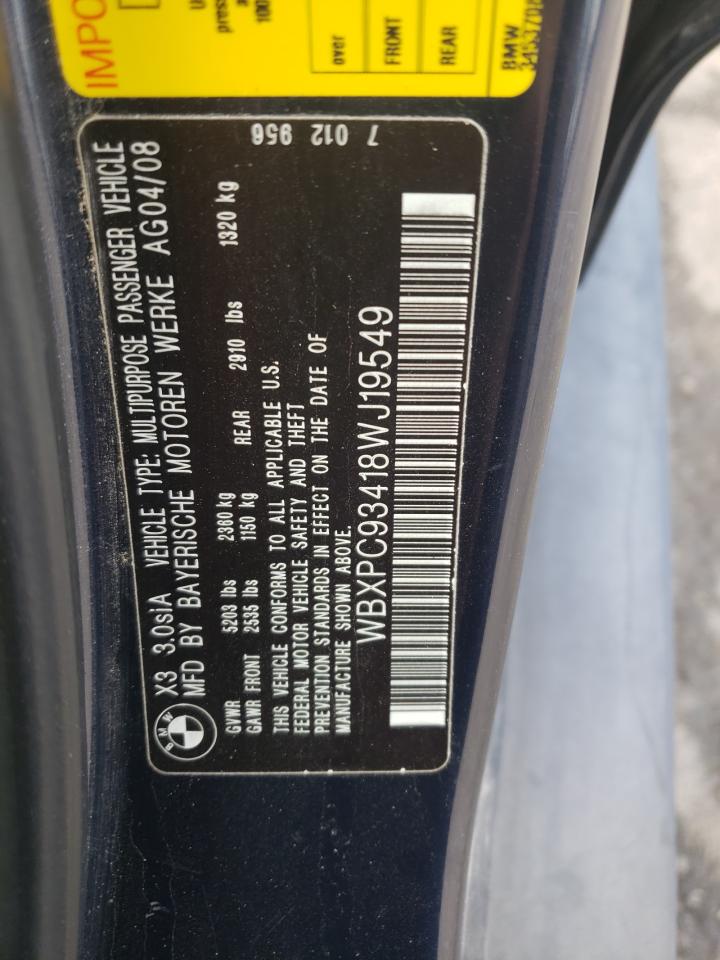 IMPO
over
FRONT
REAR
BMW
7 012 956
X3 3.0siA VEHICLE TYPE: MULTIPURPOSE PASSENGER VEHICLE
MFD BY BAYERISCHE MOTOREN WERKE AG04/08
BMW
GVWR 5203 lbs 2360 kg
GAWR FRONT 2535 lbs 1150 kg REAR 2910 lbs 1320 kg
THIS VEHICLE CONFORMS TO ALL APPLICABLE U.S.
FEDERAL MOTOR VEHICLE SAFETY AND THEFT
PREVENTION STANDARDS IN EFFECT ON THE DATE OF
MANUFACTURE SHOWN ABOVE.
WBXPC93418WJ19549